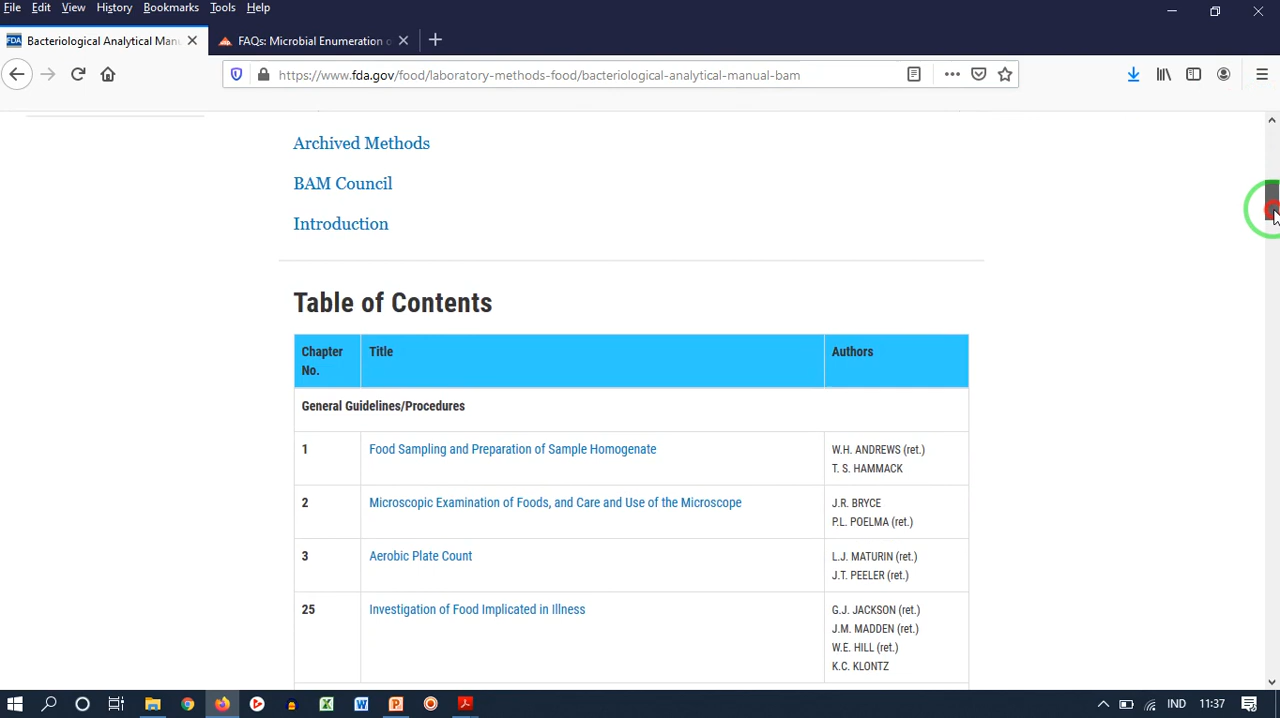 File Edit View History Bookmarks Tools Help
FDA Bacteriological Analytical Manu
FAQs: Microbial Enumeration o
https://www.fda.gov/food/laboratory-methods-food/bacteriological-analytical-manual-bam
Archived Methods
BAM Council
Introduction
Table of Contents
Chapter No. Title Authors
General Guidelines/Procedures
1 Food Sampling and Preparation of Sample Homogenate W.H. ANDREWS (ret.)
T. S. HAMMACK
2 Microscopic Examination of Foods, and Care and Use of the Microscope J.R. BRYCE
P.L. POELMA (ret.)
3 Aerobic Plate Count L.J. MATURIN (ret.)
J.T. PEELER (ret.)
25 Investigation of Food Implicated in Illness G.J. JACKSON (ret.)
J.M. MADDEN (ret.)
W.E. HILL (ret.)
K.C. KLONTZ
IND 11:37